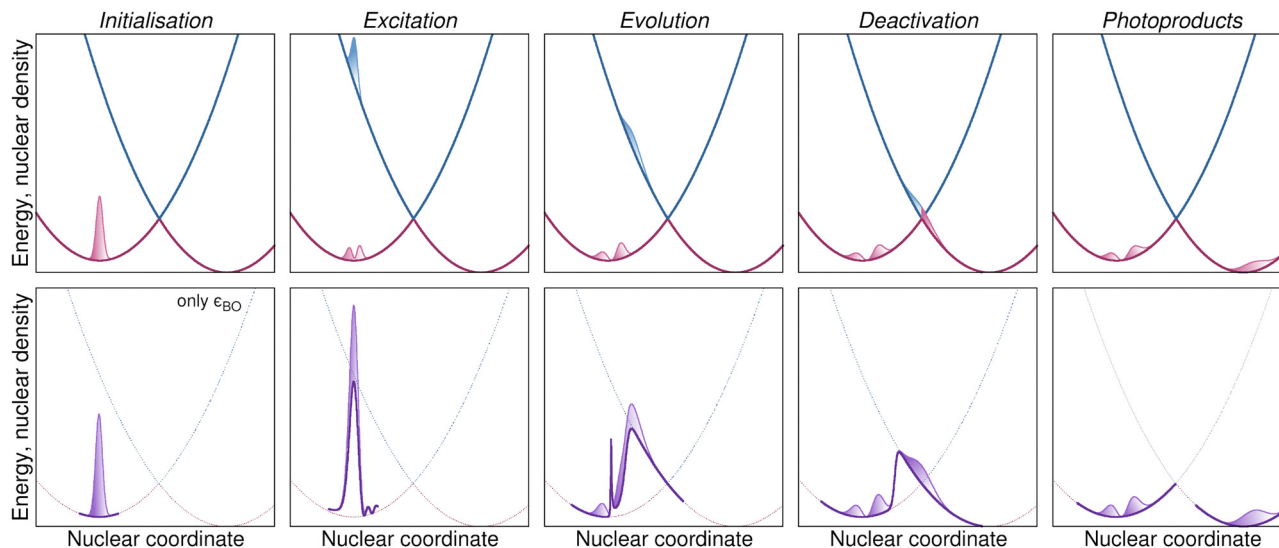 Initialisation
Excitation
Evolution
Deactivation
Photoproducts
Energy, nuclear density
only ϵBO
Energy, nuclear density
Nuclear coordinate
Nuclear coordinate
Nuclear coordinate
Nuclear coordinate
Nuclear coordinate